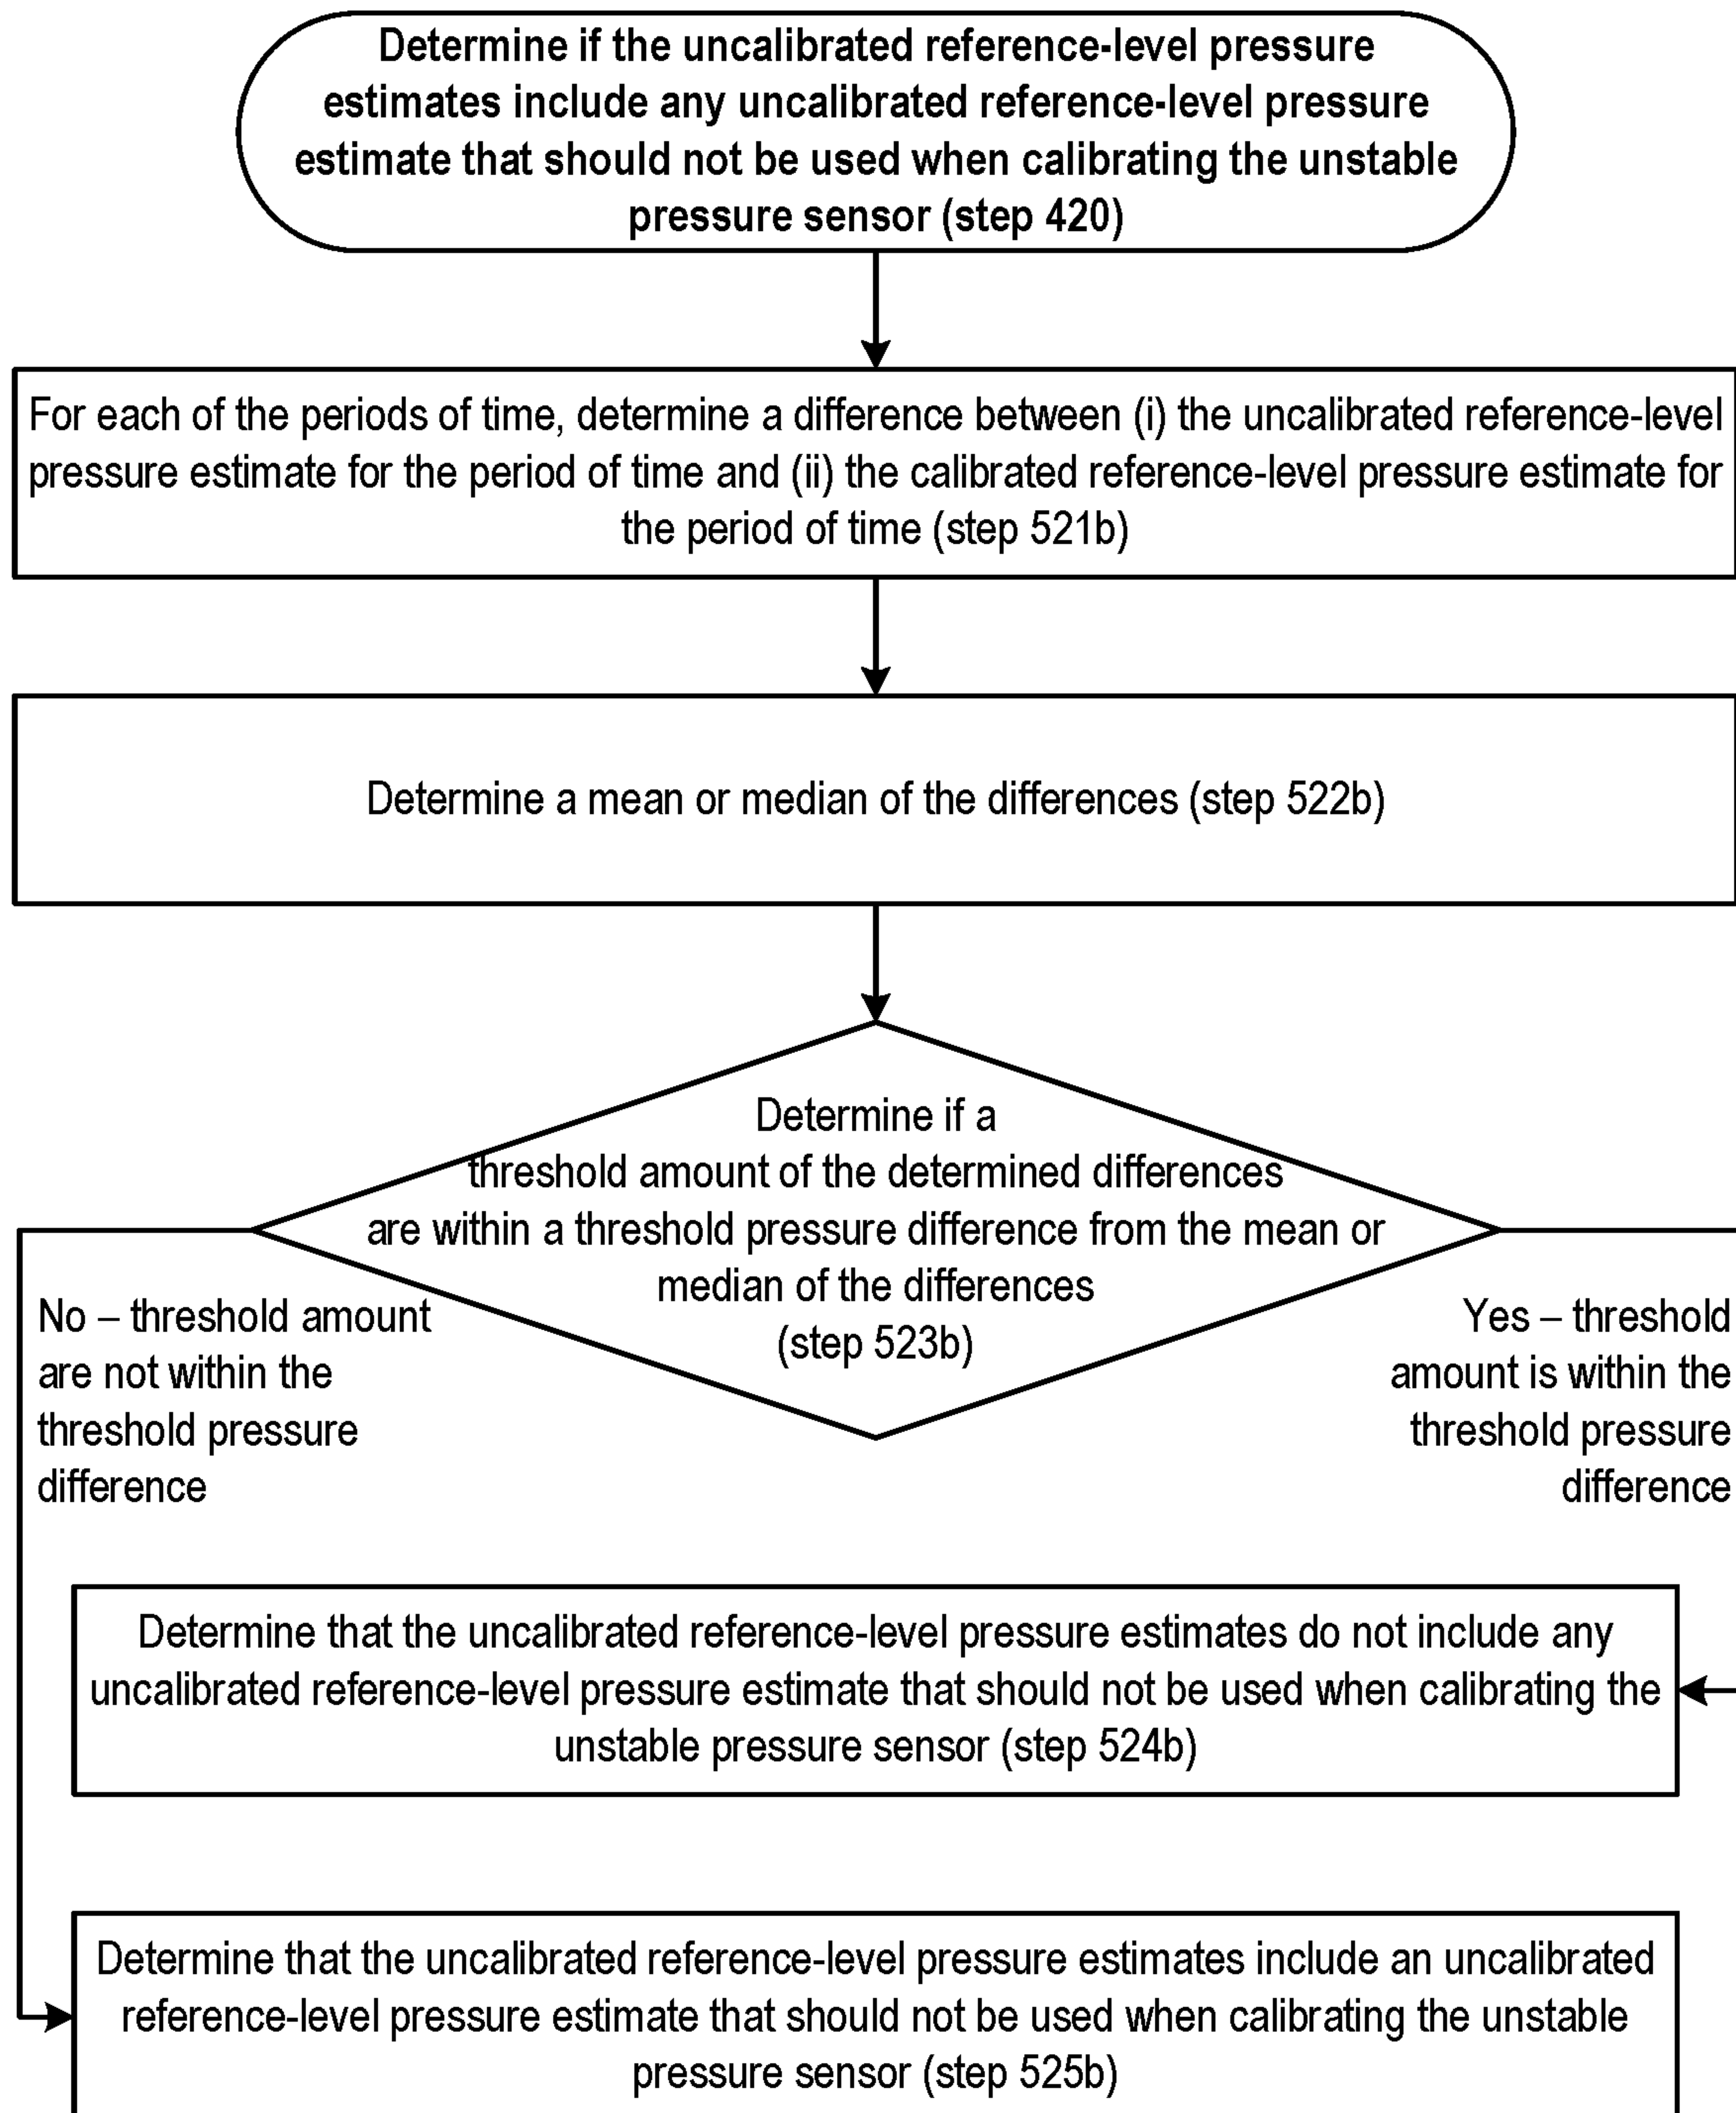 Determine if the uncalibrated reference-level pressure
estimates include any uncalibrated reference-level pressure
estimate that should not be used when calibrating the unstable
pressure sensor (step 420)
For each of the periods of time, determine a difference between (i) the uncalibrated reference-level
pressure estimate for the period of time and (ii) the calibrated reference-level pressure estimate for
the period of time (step 521b)
Determine a mean or median of the differences (step 522b)
Determine if a
threshold amount of the determined differences
are within a threshold pressure difference from the mean or
median of the differences
(step 523b)
No – threshold amount
are not within the
threshold pressure
difference
Yes – threshold
amount is within the
threshold pressure
difference
Determine that the uncalibrated reference-level pressure estimates do not include any
uncalibrated reference-level pressure estimate that should not be used when calibrating the
unstable pressure sensor (step 524b)
Determine that the uncalibrated reference-level pressure estimates include an uncalibrated
reference-level pressure estimate that should not be used when calibrating the unstable
pressure sensor (step 525b)